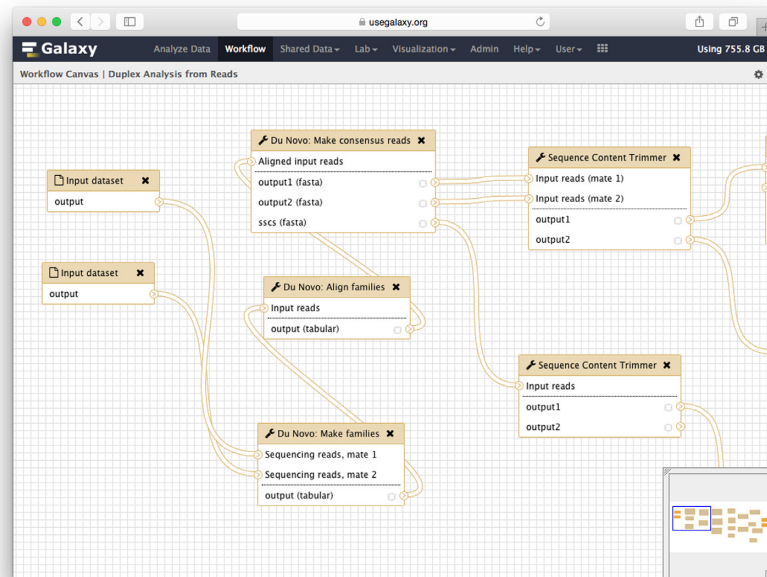 usegalaxy.org
Galaxy
Analyze Data Workflow Shared Data Lab Visualization Admin Help User Using 755.8 GB
Workflow Canvas | Duplex Analysis from Reads
Du Novo: Make consensus reads
Aligned input reads
output1 (fasta)
output2 (fasta)
sscs (fasta)
Sequence Content Trimmer
Input reads (mate 1)
Input reads (mate 2)
output1
output2
Input dataset
output
Input dataset
output
Du Novo: Align families
Input reads
output (tabular)
Sequence Content Trimmer
Input reads
output1
output2
Du Novo: Make families
Sequencing reads, mate 1
Sequencing reads, mate 2
output (tabular)